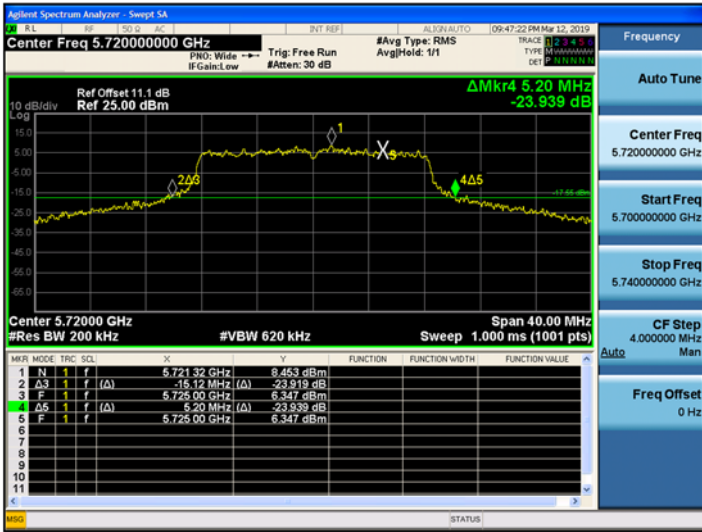 Agilent Spectrum Analyzer - Swept SA
RL RF 50 Ω AC INT REF ALIGN AUTO 09:47:22 PM Mar 12, 2019
Center Freq 5.720000000 GHz
PNO: Wide
IFGain:Low
Trig: Free Run
#Atten: 30 dB
#Avg Type: RMS
Avg|Hold: 1/1
TRACE 1 2 3 4 5 6
TYPE M
DET P N N N N N
ΔMkr4 5.20 MHz
-23.939 dB
Ref Offset 11.1 dB
Ref 25.00 dBm
10 dB/div
Log
15.0
5.00
-5.00
-15.0
-25.0
-35.0
-45.0
-55.0
-65.0
1
2Δ3
5
4Δ5
-17.55 dBm
Center 5.72000 GHz
Span 40.00 MHz
#Res BW 200 kHz
#VBW 620 kHz
Sweep 1.000 ms (1001 pts)
MKR MODE TRC SCL X Y FUNCTION FUNCTION WIDTH FUNCTION VALUE
1 N 1 f 5.721 32 GHz 8.453 dBm
2 Δ3 1 f (Δ) -15.12 MHz (Δ) -23.919 dB
3 F 1 f 5.725 00 GHz 6.347 dBm
4 Δ5 1 f (Δ) 5.20 MHz (Δ) -23.939 dB
5 F 1 f 5.725 00 GHz 6.347 dBm
6
7
8
9
10
11
MSG
STATUS
Frequency
Auto Tune
Center Freq
5.720000000 GHz
Start Freq
5.700000000 GHz
Stop Freq
5.740000000 GHz
CF Step
4.000000 MHz
Auto Man
Freq Offset
0 Hz